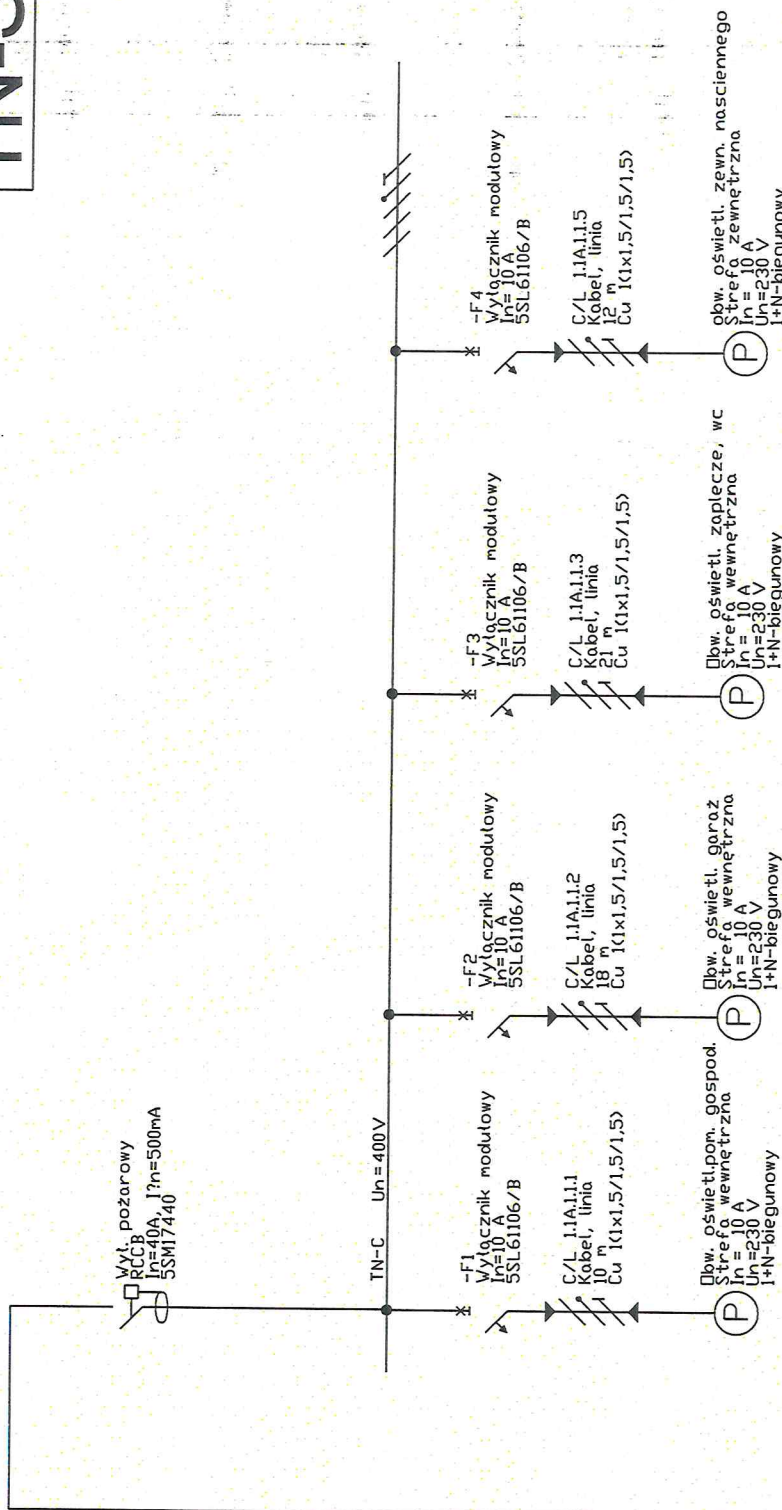 TN-S
Wył. pożarowy
RCCB
In=40A, I?n=500mA
5SM17440
TN-C Un=400V
-F1
Wyłącznik modułowy
In=10 A
5SL61106/B
C/L 1.1A.1.1.1
Kabel, linia
10 m
Cu 1(1x1,5/1,5/1,5)
Obw. oświetl.pom. gospod.
Strefa wewnętrzna
In = 10 A
Un=230 V
1+N-biegunowy
P
-F2
Wyłącznik modułowy
In=10 A
5SL61106/B
C/L 1.1A.1.1.2
Kabel, linia
18 m
Cu 1(1x1,5/1,5/1,5)
Obw. oświetl. garaż
Strefa wewnętrzna
In = 10 A
Un=230 V
1+N-biegunowy
P
-F3
Wyłącznik modułowy
In=10 A
5SL61106/B
C/L 1.1A.1.1.3
Kabel, linia
21 m
Cu 1(1x1,5/1,5/1,5)
Obw. oświetl. zaplecze, wc
Strefa wewnętrzna
In = 10 A
Un=230 V
1+N-biegunowy
P
-F4
Wyłącznik modułowy
In= 10 A
5SL61106/B
C/L 1.1A.1.1.5
Kabel, linia
12 m
Cu 1(1x1,5/1,5/1,5)
obw. oświetl. zewn. nasciennego
Strefa zewnętrzna
In = 10 A
Un=230 V
1+N-biegunowy
P